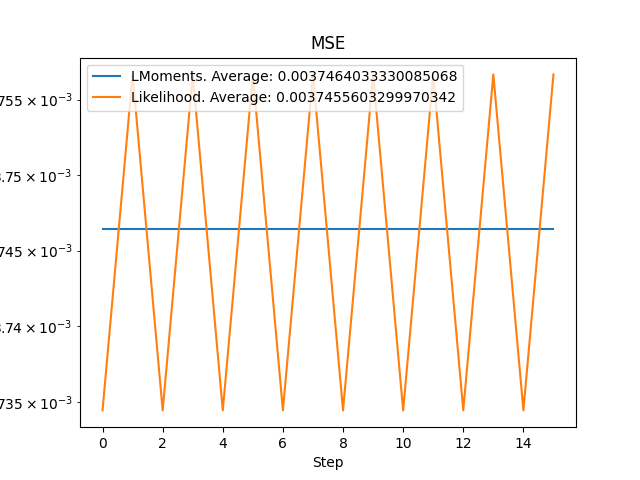 MSE
LMoments. Average: 0.0037464033330085068
Likelihood. Average: 0.0037455603299970342
755 × 10⁻³
.75 × 10⁻³
745 × 10⁻³
.74 × 10⁻³
735 × 10⁻³
0 2 4 6 8 10 12 14
Step